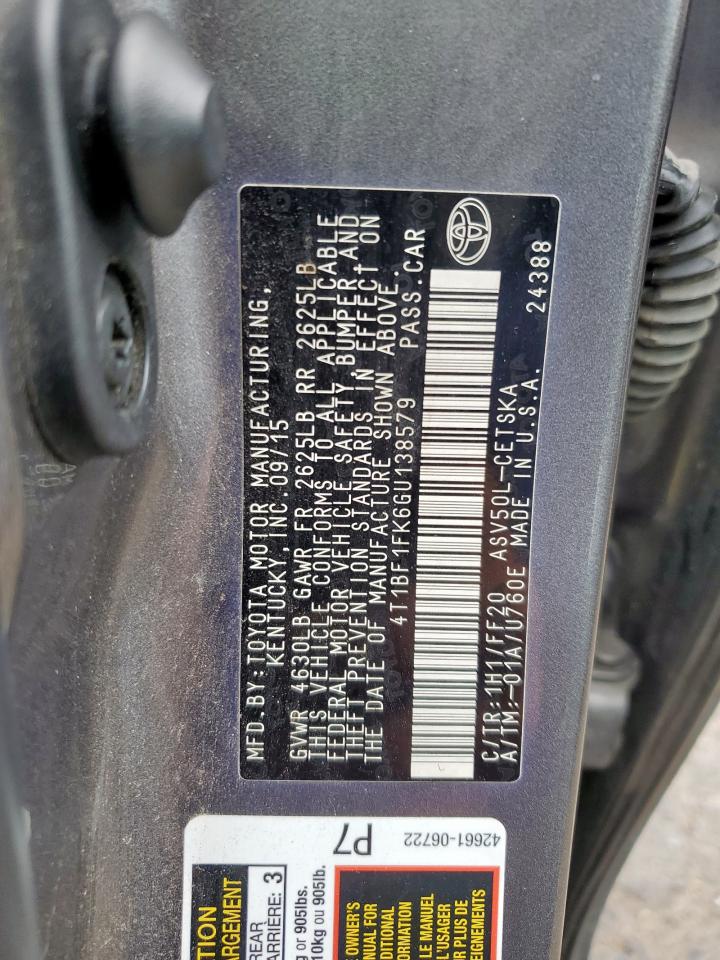 MFD. BY: TOYOTA MOTOR MANUFACTURING,
KENTUCKY, INC. 09/15
GVWR 4630LB GAWR FR 2625LB RR 2625LB
THIS VEHICLE CONFORMS TO ALL APPLICABLE
FEDERAL MOTOR VEHICLE SAFETY, BUMPER, AND
THEFT PREVENTION STANDARDS IN EFFECT ON
THE DATE OF MANUFACTURE SHOWN ABOVE.
4T1BF1FK6GU138579 PASS.CAR
C/TR:1H1/FF20 ASV50L-CETSKA
A/TM:-01A/U760E MADE IN U.S.A. 24388
P7
42661-06722
TION
ARGEMENT
REAR
ARRIÈRE: 3
g or 905lbs.
10kg ou 905lb.
OWNER'S
NUAL FOR
DITIONAL
FORMATION
LE MANUEL
L'USAGER
R PLUS DE
SEIGNEMENTS